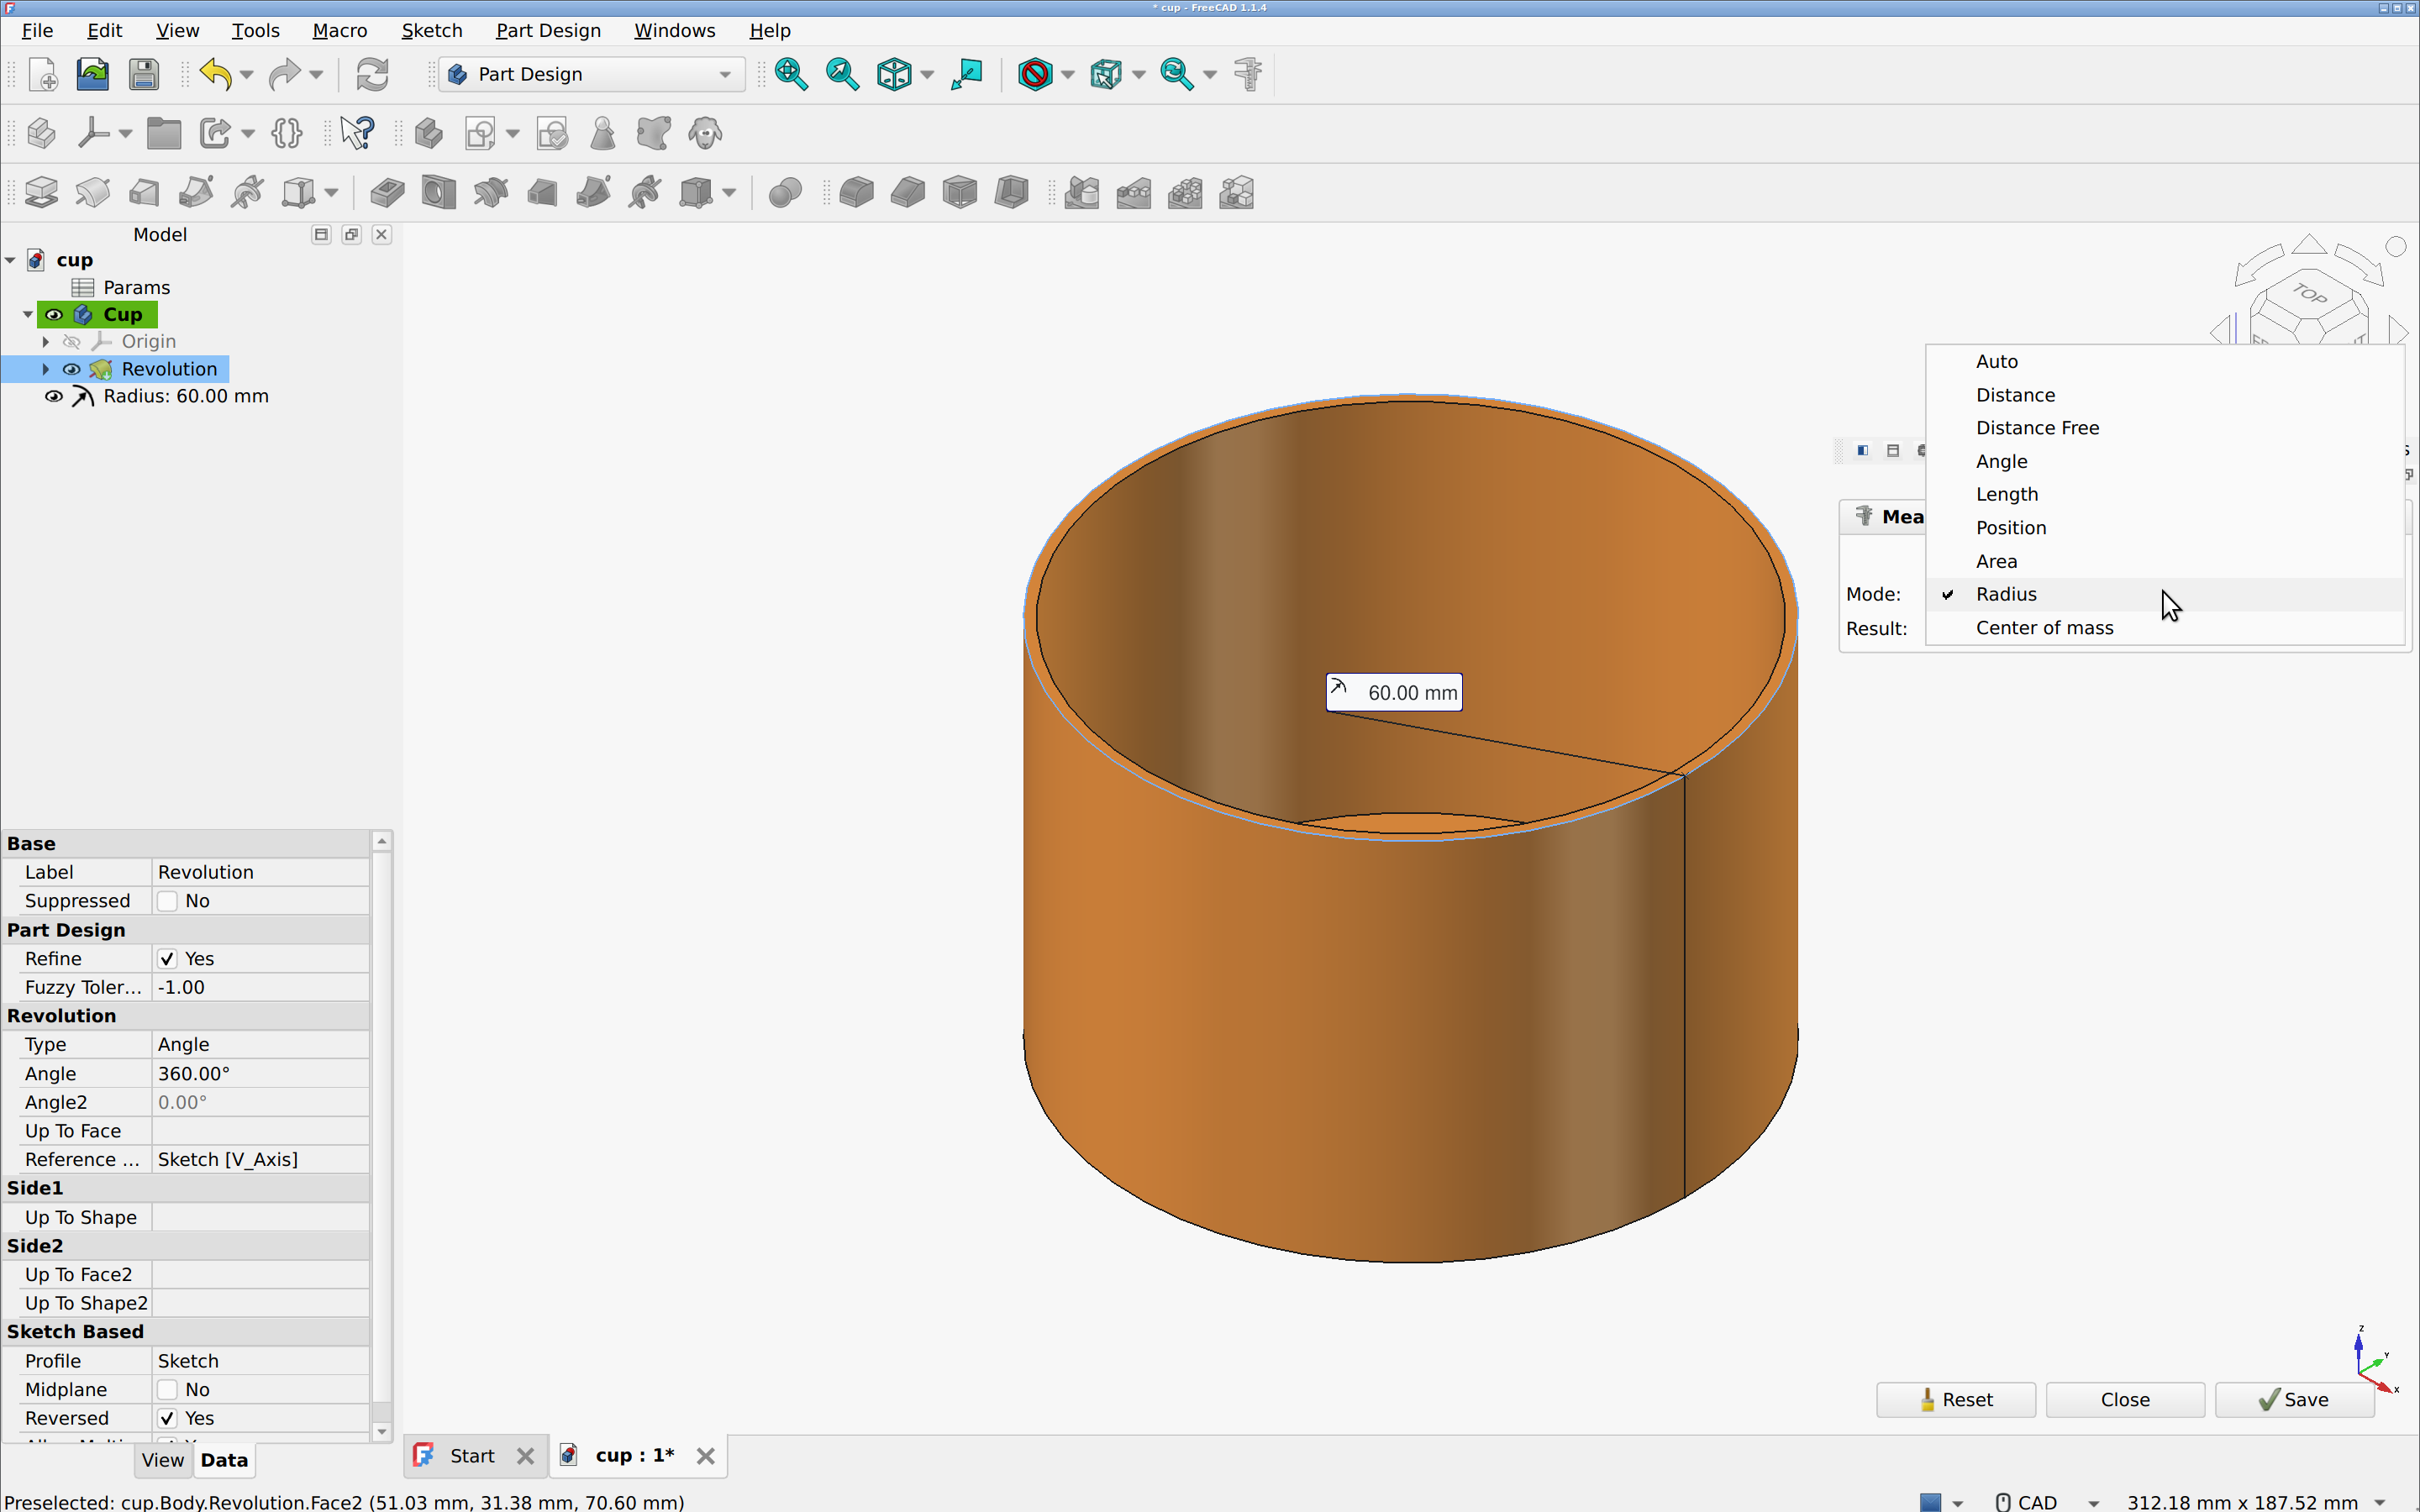 * cup - FreeCAD 1.1.4
File Edit View Tools Macro Sketch Part Design Windows Help
Part Design
Model
cup
Params
Cup
Origin
Revolution
Radius: 60.00 mm
TOP
Auto
Distance
Distance Free
Angle
Length
Position
Area
Radius
Center of mass
Mea
Mode:
Result:
60.00 mm
Base
Label Revolution
Suppressed No
Part Design
Refine Yes
Fuzzy Toler... -1.00
Revolution
Type Angle
Angle 360.00°
Angle2 0.00°
Up To Face
Reference ... Sketch [V_Axis]
Side1
Up To Shape
Side2
Up To Face2
Up To Shape2
Sketch Based
Profile Sketch
Midplane No
Reversed Yes
View Data
Z
Y
X
Reset Close Save
Start cup : 1*
Preselected: cup.Body.Revolution.Face2 (51.03 mm, 31.38 mm, 70.60 mm)
CAD 312.18 mm x 187.52 mm